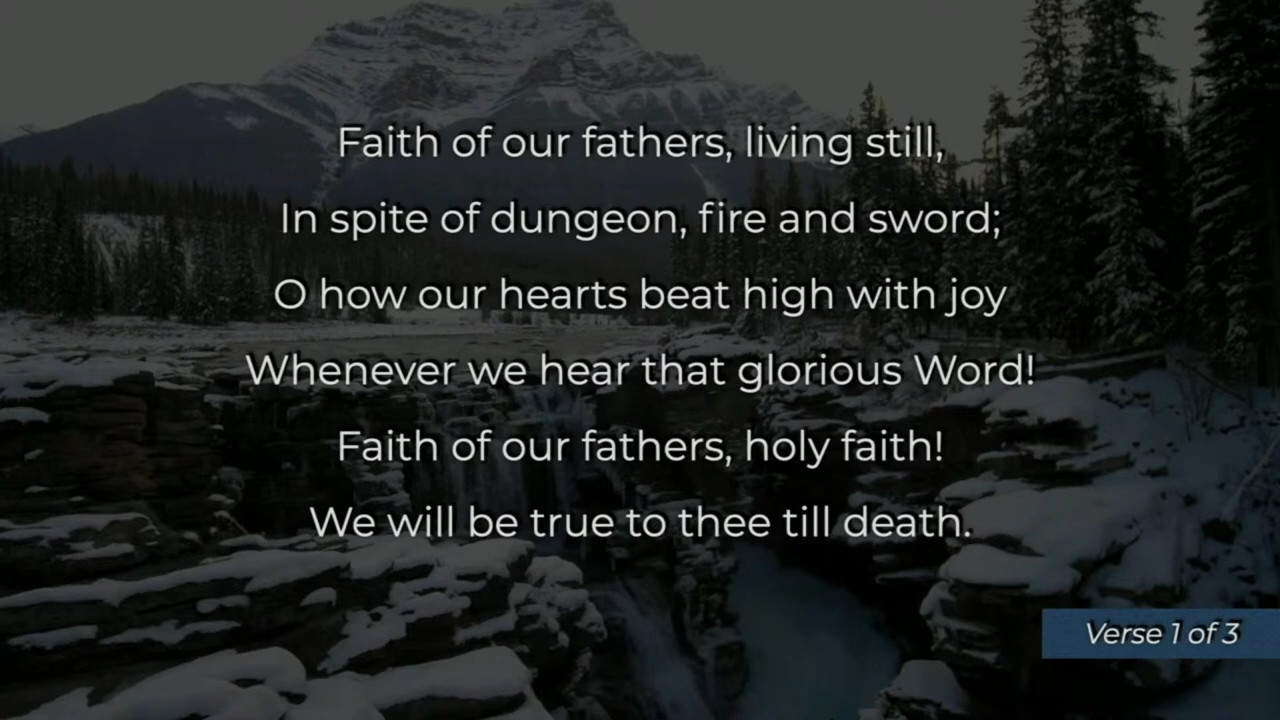 Faith of our fathers, living still,
In spite of dungeon, fire and sword;
O how our hearts beat high with joy
Whenever we hear that glorious Word!
Faith of our fathers, holy faith!
We will be true to thee till death.
Verse 1 of 3